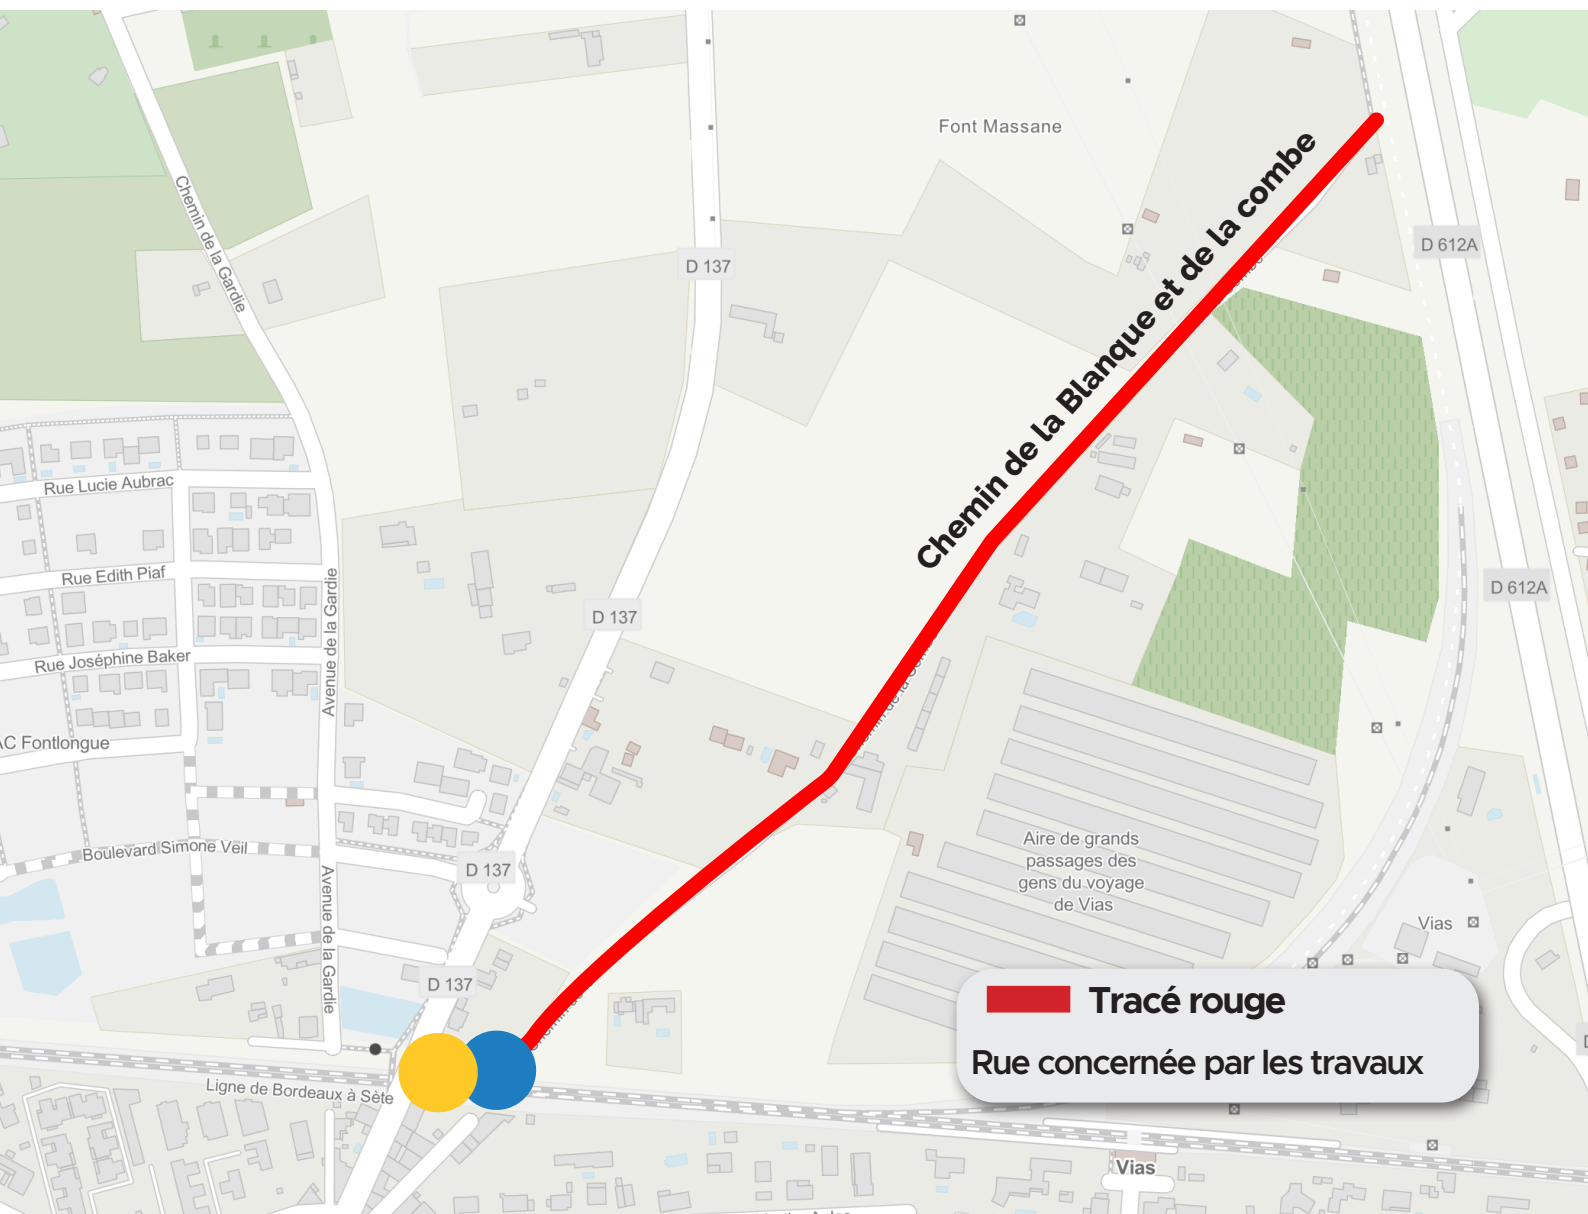 Font Massane
Chemin de la Gardie
Chemin de la Blanque et de la combe
D 612A
D 137
Rue Lucie Aubrac
Rue Edith Piaf
Avenue de la Gardie
D 612A
D 137
Rue Joséphine Baker
AC Fontlongue
Boulevard Simone Veil
D 137
Aire de grands
passages des
gens du voyage
de Vias
Vias
Avenue de la Gardie
D 137
Tracé rouge
Rue concernée par les travaux
Ligne de Bordeaux à Sète
Vias